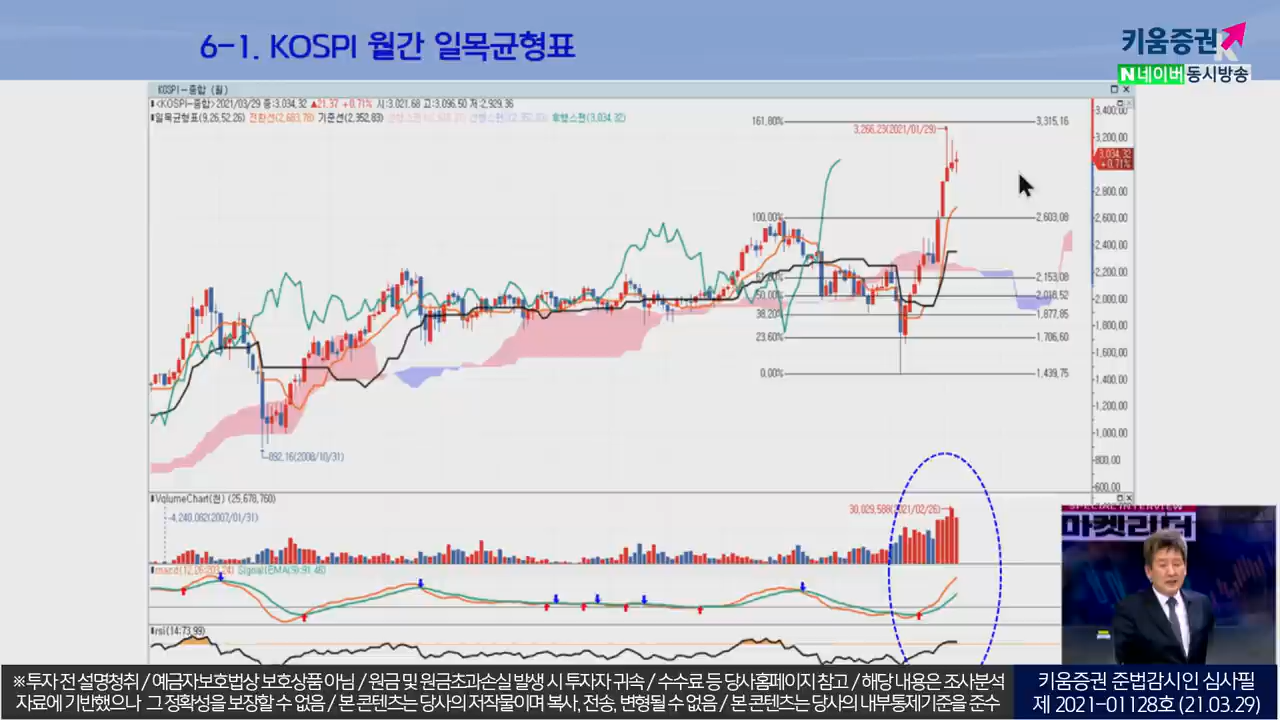 6-1. KOSPI 월간 일목균형표
키움증권
N네이버 동시방송
KOSPI-종합 (월)
<KOSPI-종합>2021/03/29 종:3,034.32 ▲21.37 +0.71% 시:3,021.68 고:3,096.50 저:2,929.36
일목균형표(9,26,52,26) 전환선(2,683.78) 기준선(2,352.83) 후행스팬(3,034.32)
161.80% 3,315.16
3,266.23(2021/01/29)
100.00% 2,603.08
2,153.08
50.00% 2,018.52
38.20% 1,877.85
23.60% 1,706.60
0.00% 1,439.75
892.16(2008/10/31)
3,400.00
3,200.00
3,034.32
+0.71%
2,800.00
2,600.00
2,400.00
2,200.00
2,000.00
1,800.00
1,600.00
1,400.00
1,200.00
1,000.00
800.00
600.00
VolumeChart(천) (25,678,760)
4,240,062(2007/01/31)
30,029,588(2021/02/26)
Signal(EMA(9):91.46)
rsi(14:73.99)
SPECIAL INTERVIEW
마켓리더
※투자 전 설명청취 / 예금자보호법상 보호상품 아님 / 원금 및 원금초과손실 발생 시 투자자 귀속 / 수수료 등 당사홈페이지 참고 / 해당 내용은 조사분석
자료에 기반했으나 그 정확성을 보장할 수 없음 / 본 콘텐츠는 당사의 저작물이며 복사, 전송, 변형될 수 없음 / 본 콘텐츠는 당사의 내부통제기준을 준수
키움증권 준법감시인 심사필
제 2021-01128호 (21.03.29)